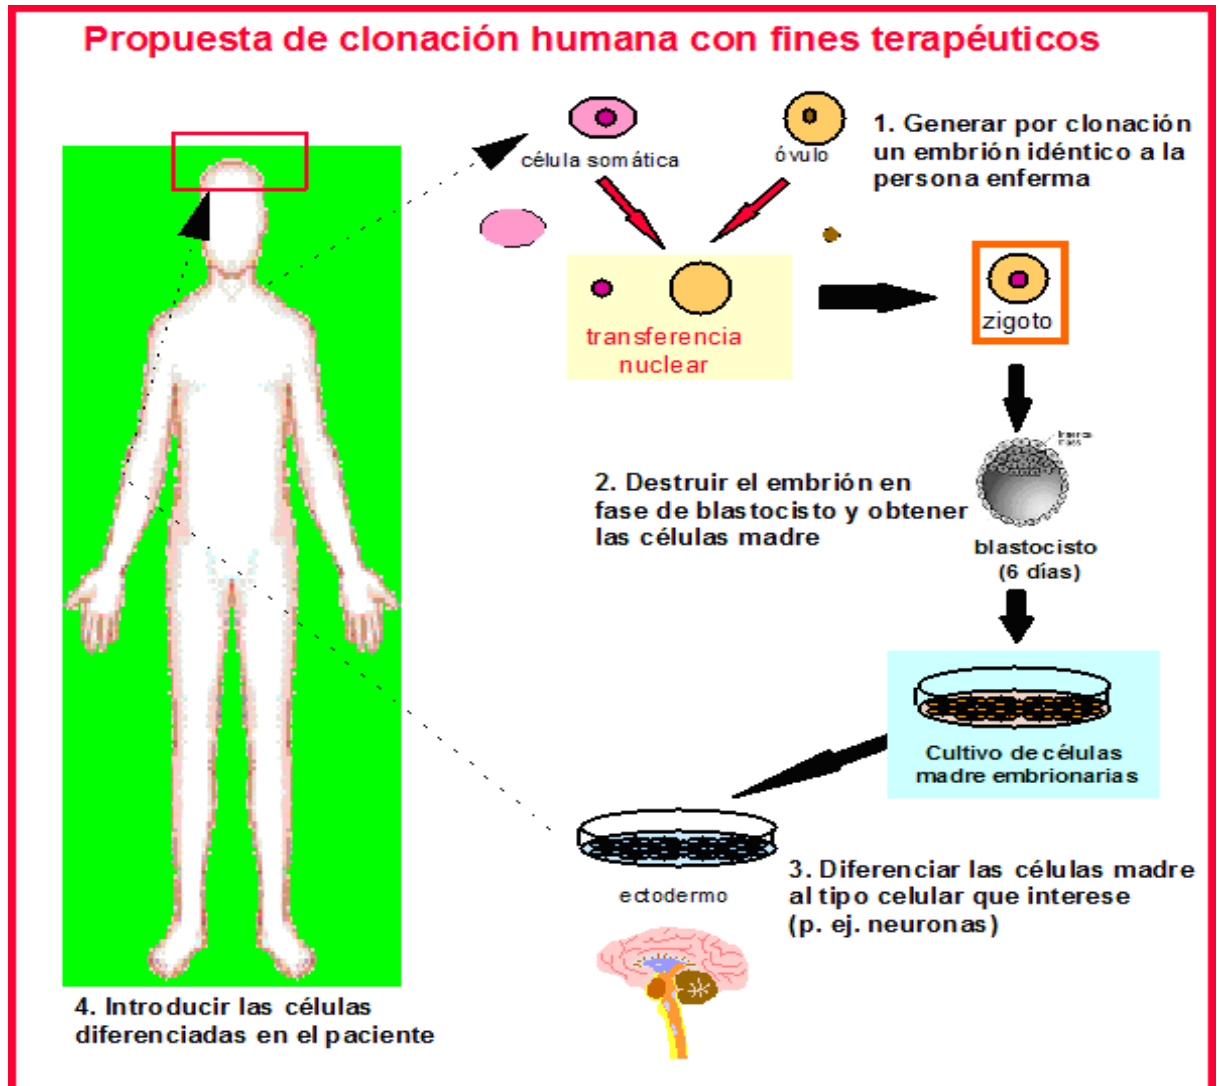 Propuesta de clonación humana con fines terapéuticos
célula somática
óvulo
1. Generar por clonación
un embrión idéntico a la
persona enferma
transferencia
nuclear
zigoto
2. Destruir el embrión en
fase de blastocisto y obtener
las células madre
blastocisto
(6 días)
Cultivo de células
madre embrionarias
ectodermo
3. Diferenciar las células madre
al tipo celular que interese
(p. ej. neuronas)
4. Introducir las células
diferenciadas en el paciente